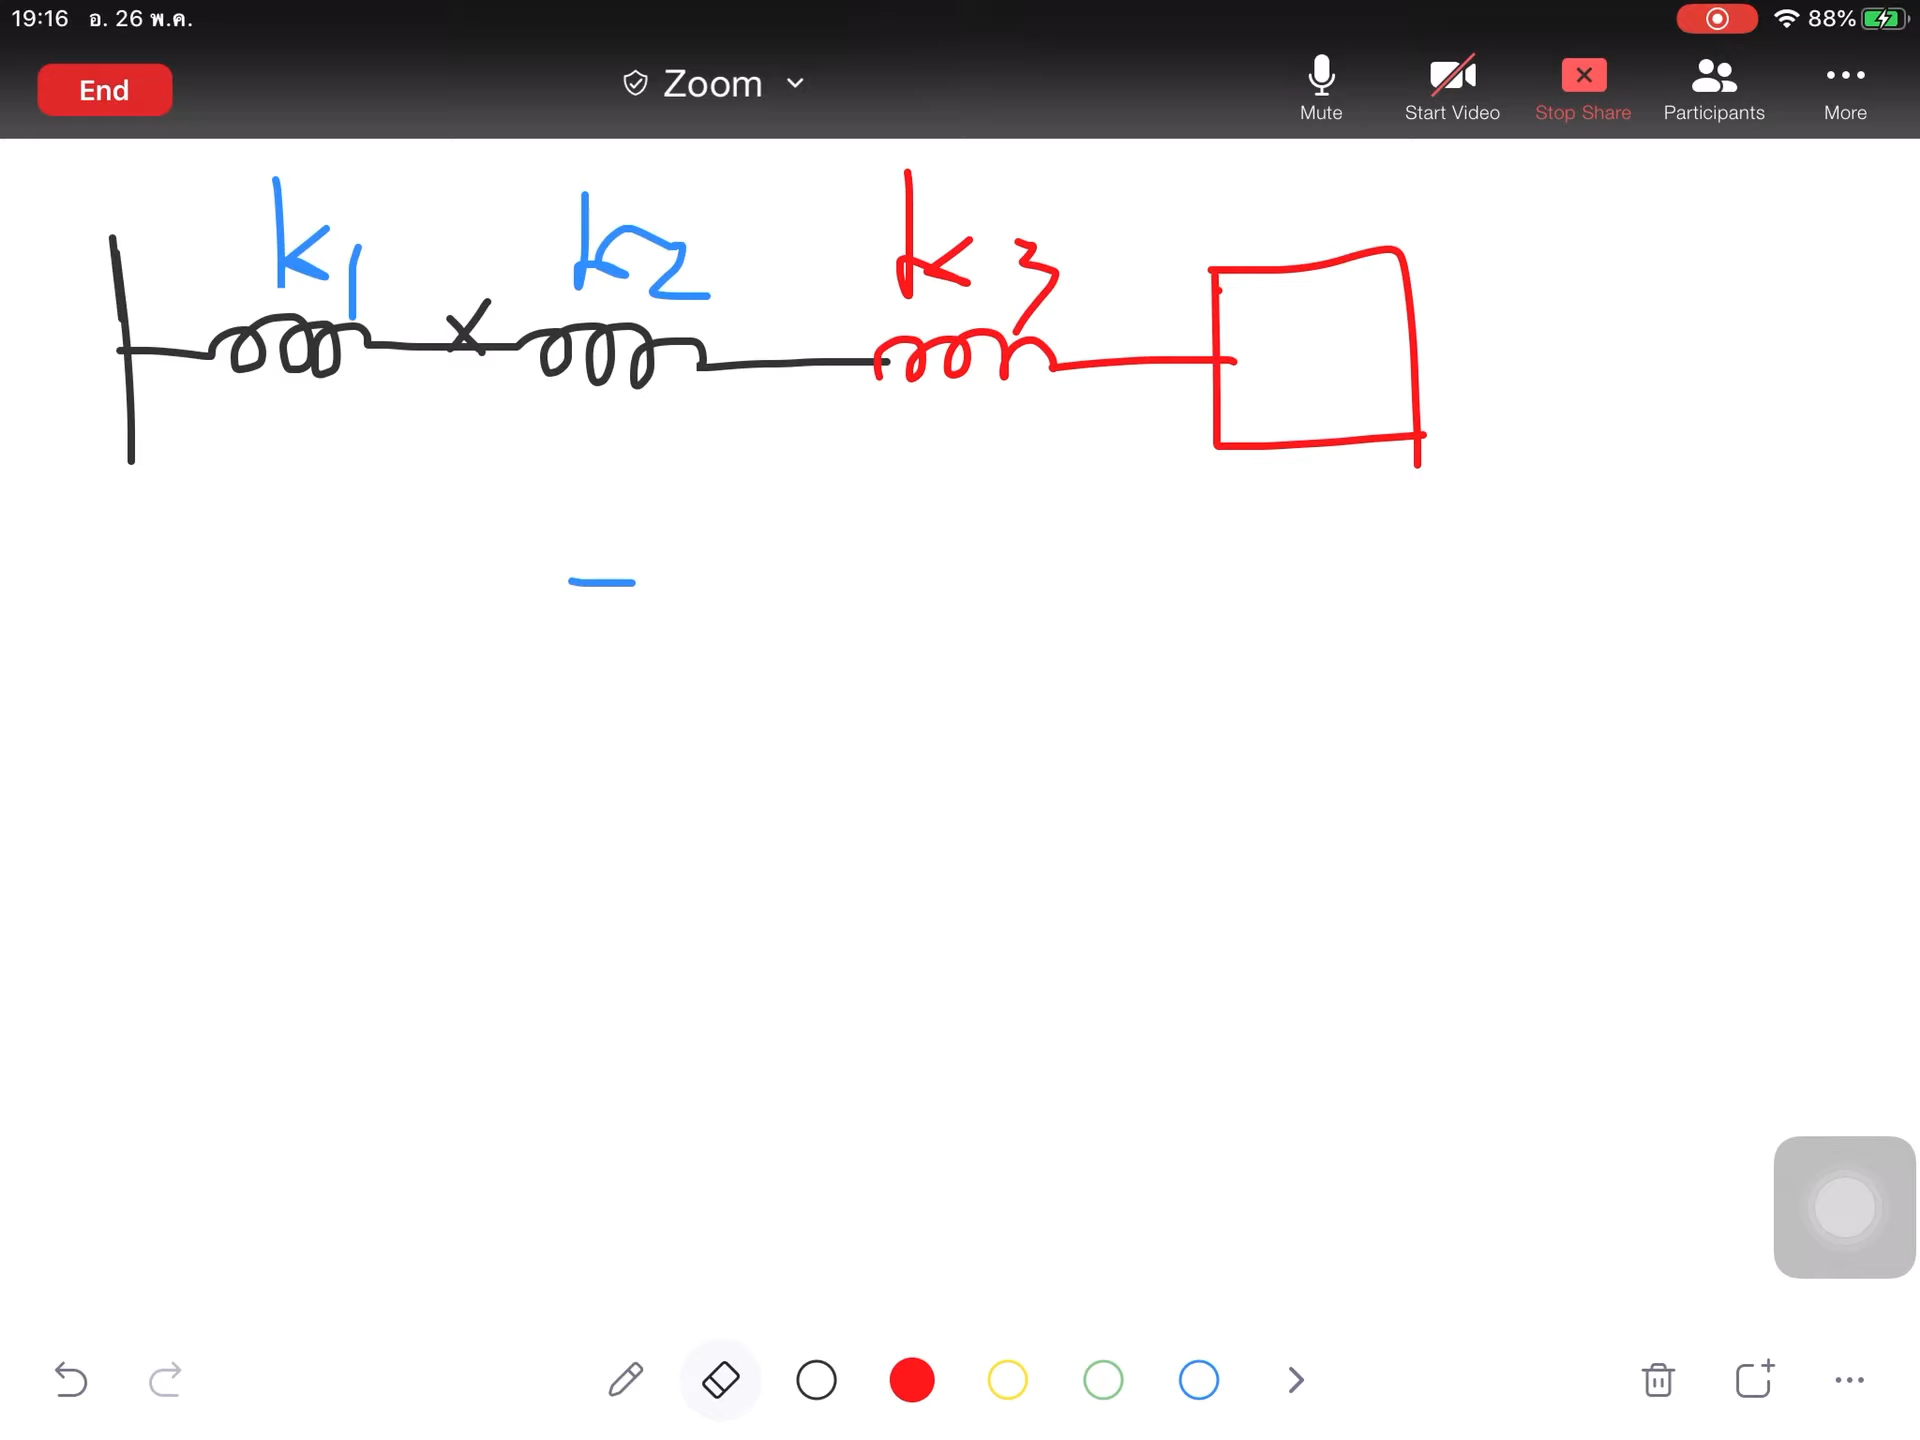 19:16 อ. 26 พ.ค. 88%
End Zoom Mute Start Video Stop Share Participants More
k1 k2 k3